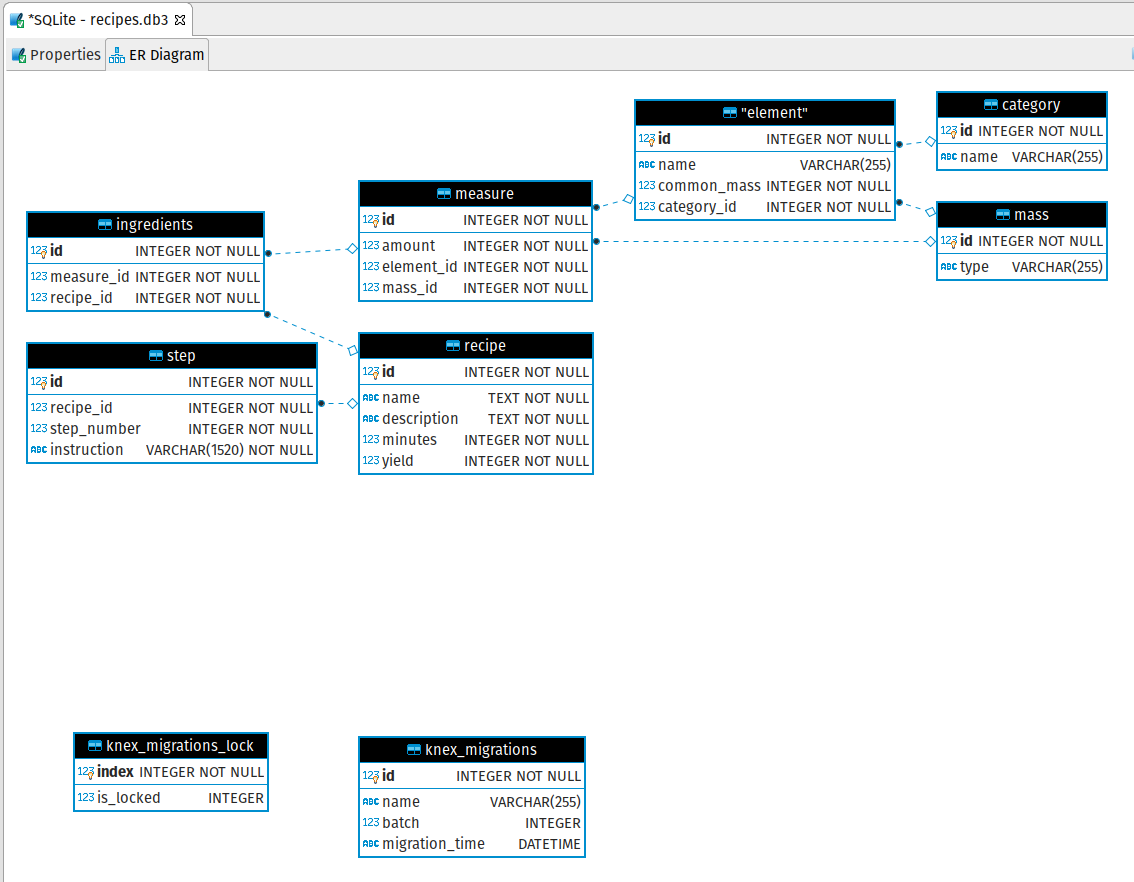 *SQLite - recipes.db3
Properties
ER Diagram
"element"
123 id INTEGER NOT NULL
ABC name VARCHAR(255)
123 common_mass INTEGER NOT NULL
123 category_id INTEGER NOT NULL
category
123 id INTEGER NOT NULL
ABC name VARCHAR(255)
measure
123 id INTEGER NOT NULL
123 amount INTEGER NOT NULL
123 element_id INTEGER NOT NULL
123 mass_id INTEGER NOT NULL
mass
123 id INTEGER NOT NULL
ABC type VARCHAR(255)
ingredients
123 id INTEGER NOT NULL
123 measure_id INTEGER NOT NULL
123 recipe_id INTEGER NOT NULL
step
123 id INTEGER NOT NULL
123 recipe_id INTEGER NOT NULL
123 step_number INTEGER NOT NULL
ABC instruction VARCHAR(1520) NOT NULL
recipe
123 id INTEGER NOT NULL
ABC name TEXT NOT NULL
ABC description TEXT NOT NULL
123 minutes INTEGER NOT NULL
123 yield INTEGER NOT NULL
knex_migrations_lock
123 index INTEGER NOT NULL
123 is_locked INTEGER
knex_migrations
123 id INTEGER NOT NULL
ABC name VARCHAR(255)
123 batch INTEGER
ABC migration_time DATETIME